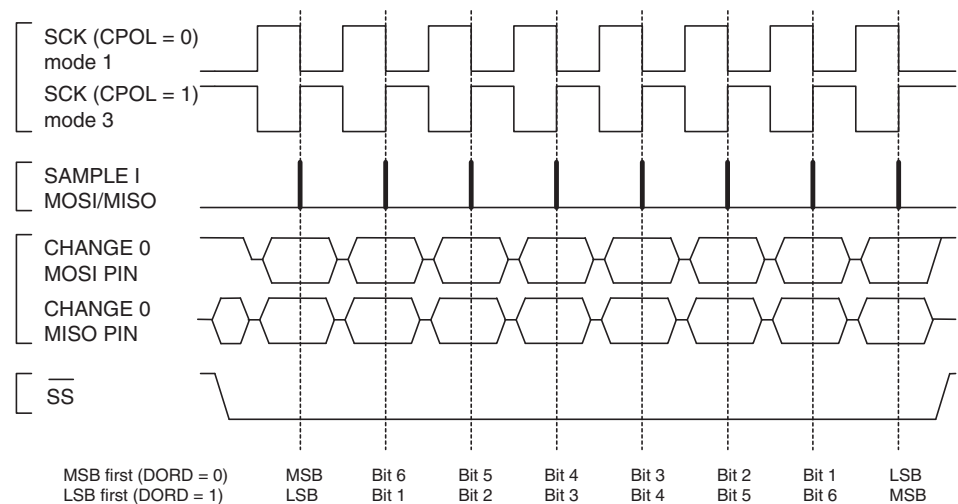 SCK (CPOL = 0)
mode 1
SCK (CPOL = 1)
mode 3
SAMPLE I
MOSI/MISO
CHANGE 0
MOSI PIN
CHANGE 0
MISO PIN
SS
MSB first (DORD = 0) MSB Bit 6 Bit 5 Bit 4 Bit 3 Bit 2 Bit 1 LSB
LSB first (DORD = 1) LSB Bit 1 Bit 2 Bit 3 Bit 4 Bit 5 Bit 6 MSB